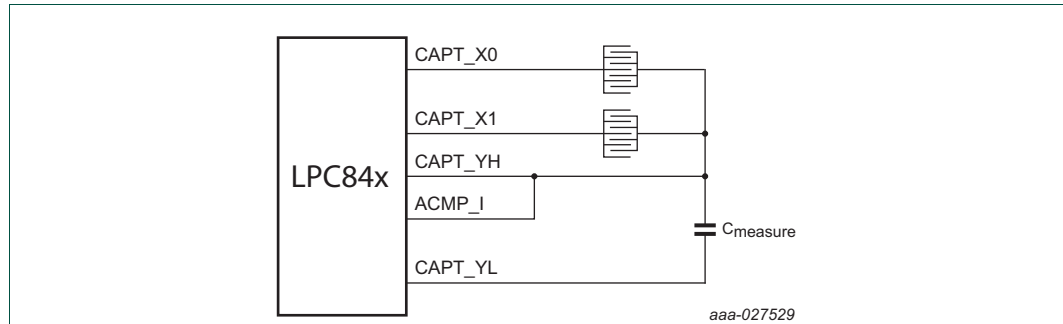 CAPT_X0
CAPT_X1
CAPT_YH
LPC84x
ACMP_I
Cmeasure
CAPT_YL
aaa-027529